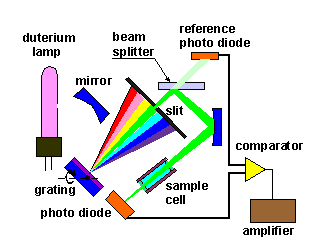 duterium
lamp
beam
splitter
reference
photo diode
mirror
slit
comparator
grating
photo diode
sample
cell
amplifier